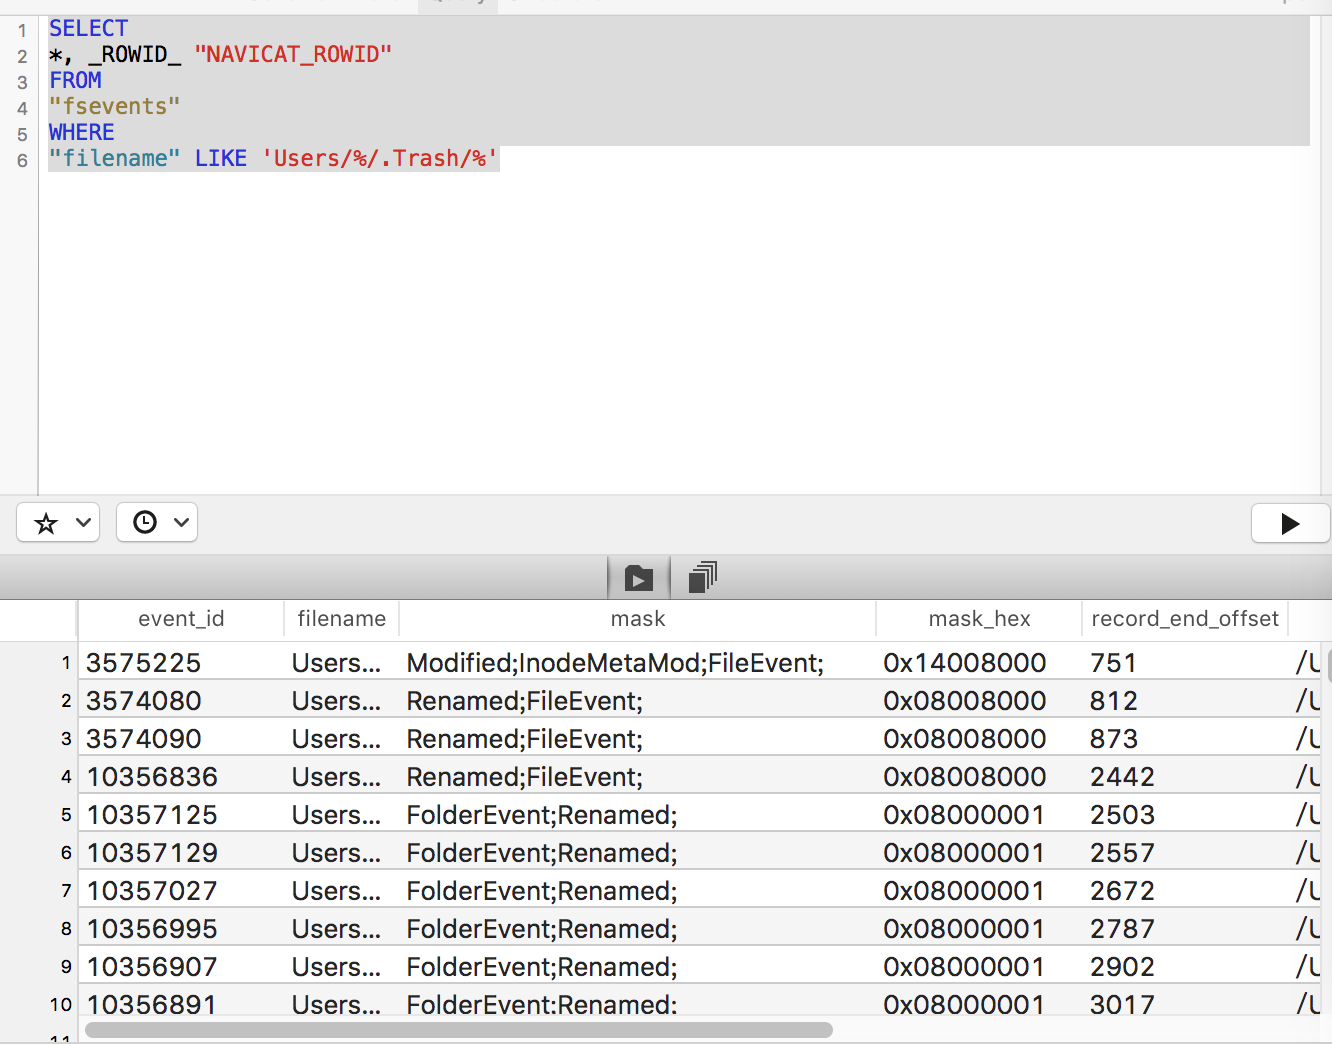 1 SELECT
2 *, _ROWID_ "NAVICAT_ROWID"
3 FROM
4 "fsevents"
5 WHERE
6 "filename" LIKE 'Users/%/.Trash/%'
event_id filename mask mask_hex record_end_offset
1 3575225 Users... Modified;InodeMetaMod;FileEvent; 0x14008000 751 /U
2 3574080 Users... Renamed;FileEvent; 0x08008000 812 /U
3 3574090 Users... Renamed;FileEvent; 0x08008000 873 /U
4 10356836 Users... Renamed;FileEvent; 0x08008000 2442 /U
5 10357125 Users... FolderEvent;Renamed; 0x08000001 2503 /U
6 10357129 Users... FolderEvent;Renamed; 0x08000001 2557 /U
7 10357027 Users... FolderEvent;Renamed; 0x08000001 2672 /U
8 10356995 Users... FolderEvent;Renamed; 0x08000001 2787 /U
9 10356907 Users... FolderEvent;Renamed; 0x08000001 2902 /U
10 10356891 Users... FolderEvent;Renamed; 0x08000001 3017 /U
11